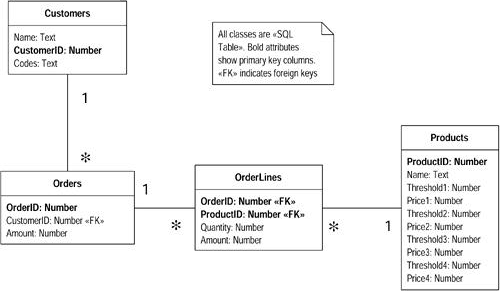 Customers
Name: Text
CustomerID: Number
Codes: Text
All classes are «SQL
Table». Bold attributes
show primary key columns.
«FK» indicates foreign keys
1
*
Orders
OrderID: Number
CustomerID: Number «FK»
Amount: Number
1
*
OrderLines
OrderID: Number «FK»
ProductID: Number «FK»
Quantity: Number
Amount: Number
*
1
Products
ProductID: Number
Name: Text
Threshold1: Number
Price1: Number
Threshold2: Number
Price2: Number
Threshold3: Number
Price3: Number
Threshold4: Number
Price4: Number